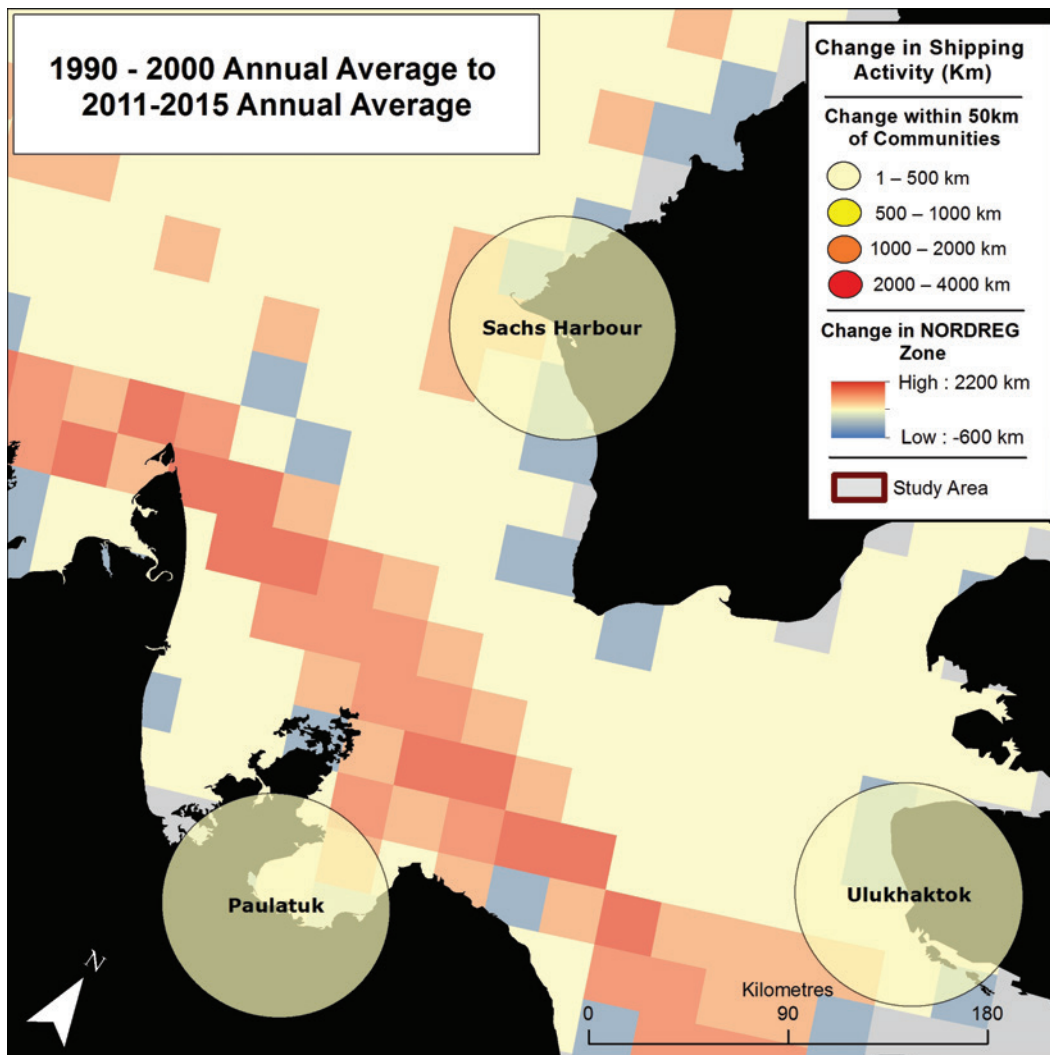 1990 - 2000 Annual Average to
2011-2015 Annual Average
Change in Shipping
Activity (Km)
Change within 50km
of Communities
1 – 500 km
500 – 1000 km
1000 – 2000 km
2000 – 4000 km
Change in NORDREG
Zone
High : 2200 km
Low : -600 km
Study Area
Sachs Harbour
Paulatuk
Ulukhaktok
N
Kilometres
0 90 180